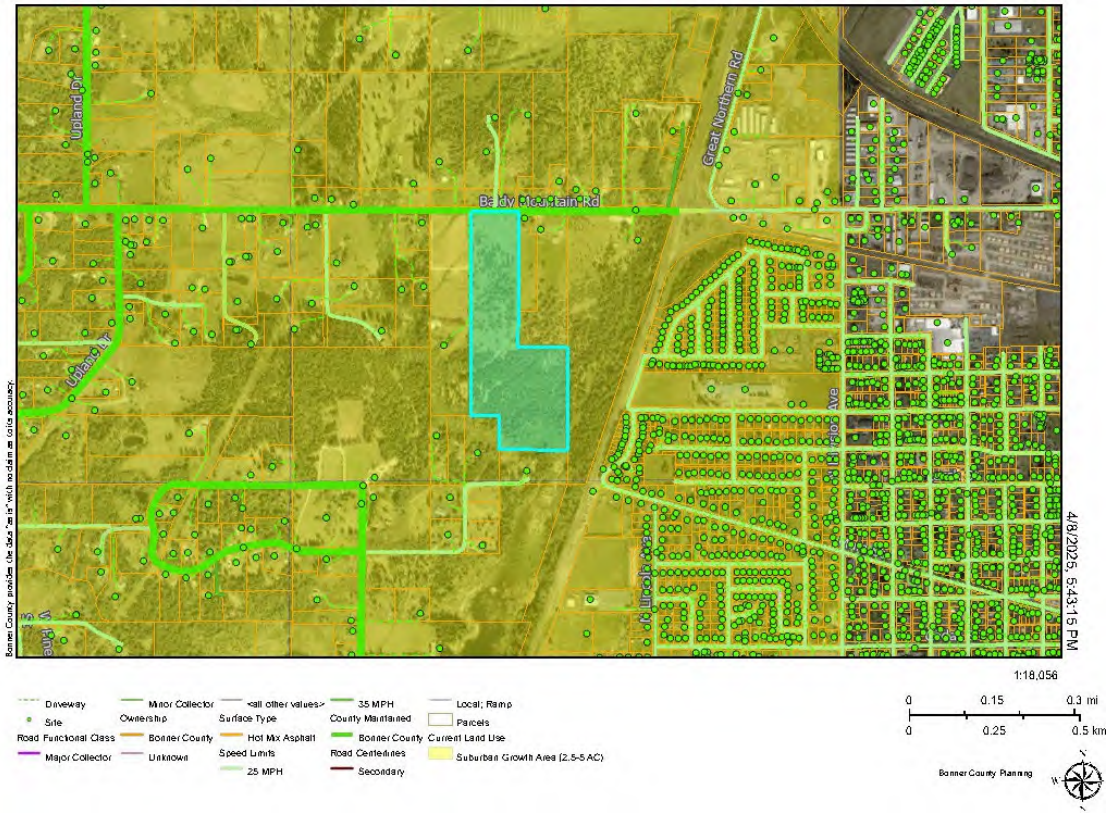 Upland Dr
Great Northern Rd
Baldy Mountain Rd
Upland Dr
Division Ave
Bonner County provides the data "as is" with no claim as to its accuracy.
4/8/2025, 5:43:15 PM
1:18,056
Driveway
Site
Road Functional Class
Major Collector
Minor Collector
Ownership
Bonner County
Unknown
<all other values>
Surface Type
Hot Mix Asphalt
Speed Limits
25 MPH
35 MPH
County Maintained
Bonner County
Road Centerlines
Secondary
Local; Ramp
Parcels
Current Land Use
Suburban Growth Area (2.5-5 AC)
0 0.15 0.3 mi
0 0.25 0.5 km
Bonner County Planning
W